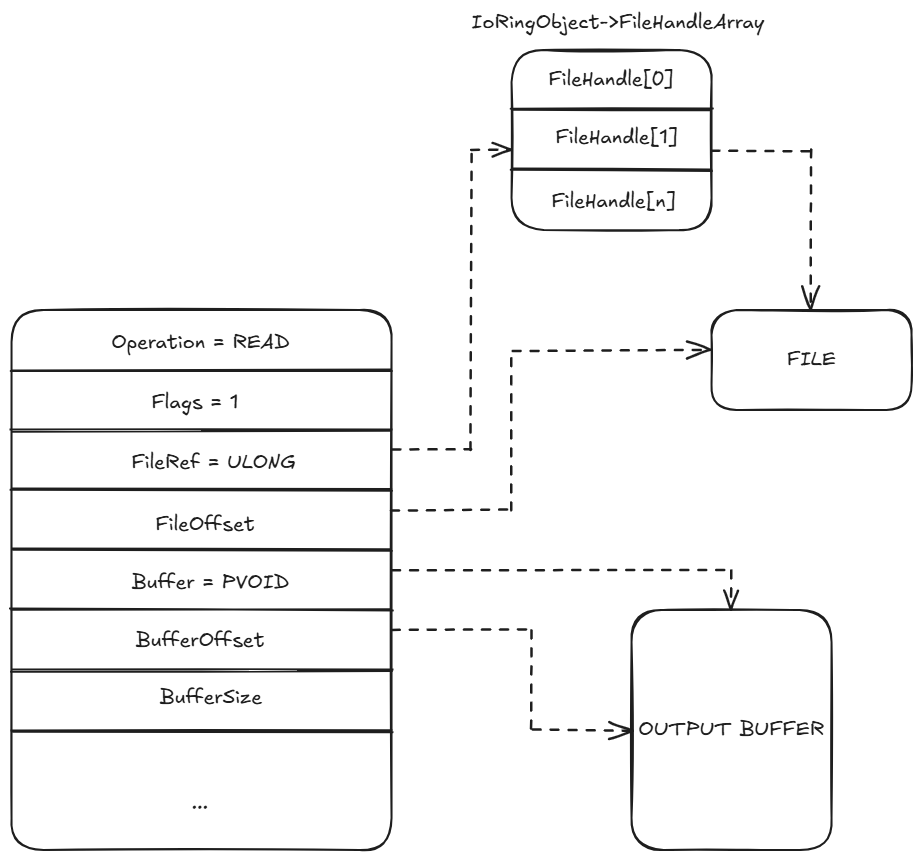 IoRingObject->FileHandleArray
FileHandle[0]
FileHandle[1]
FileHandle[n]
Operation = READ
Flags = 1
FileRef = ULONG
FileOffset
Buffer = PVOID
BufferOffset
BufferSize
...
FILE
OUTPUT BUFFER